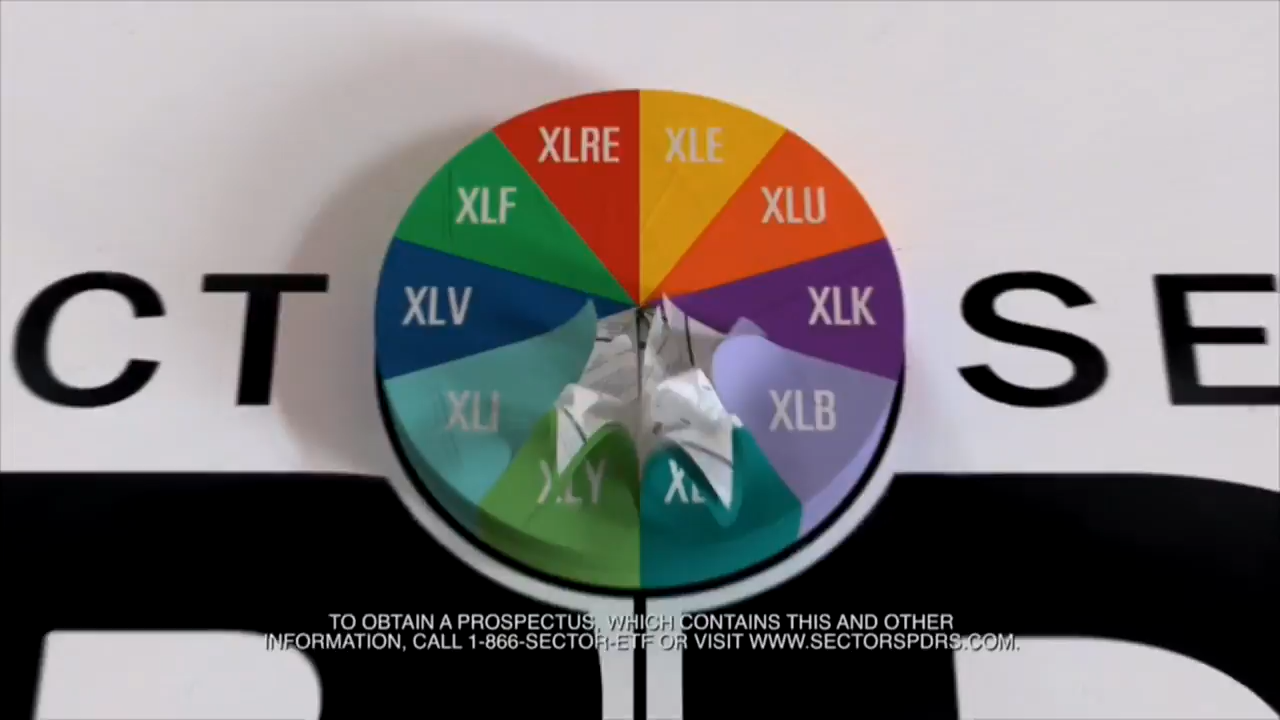 XLRE XLE
XLF XLU
XLV XLK
XLI XLB
CT SE
TO OBTAIN A PROSPECTUS, WHICH CONTAINS THIS AND OTHER
INFORMATION, CALL 1-866-SECTOR-ETF OR VISIT WWW.SECTORSPDRS.COM.